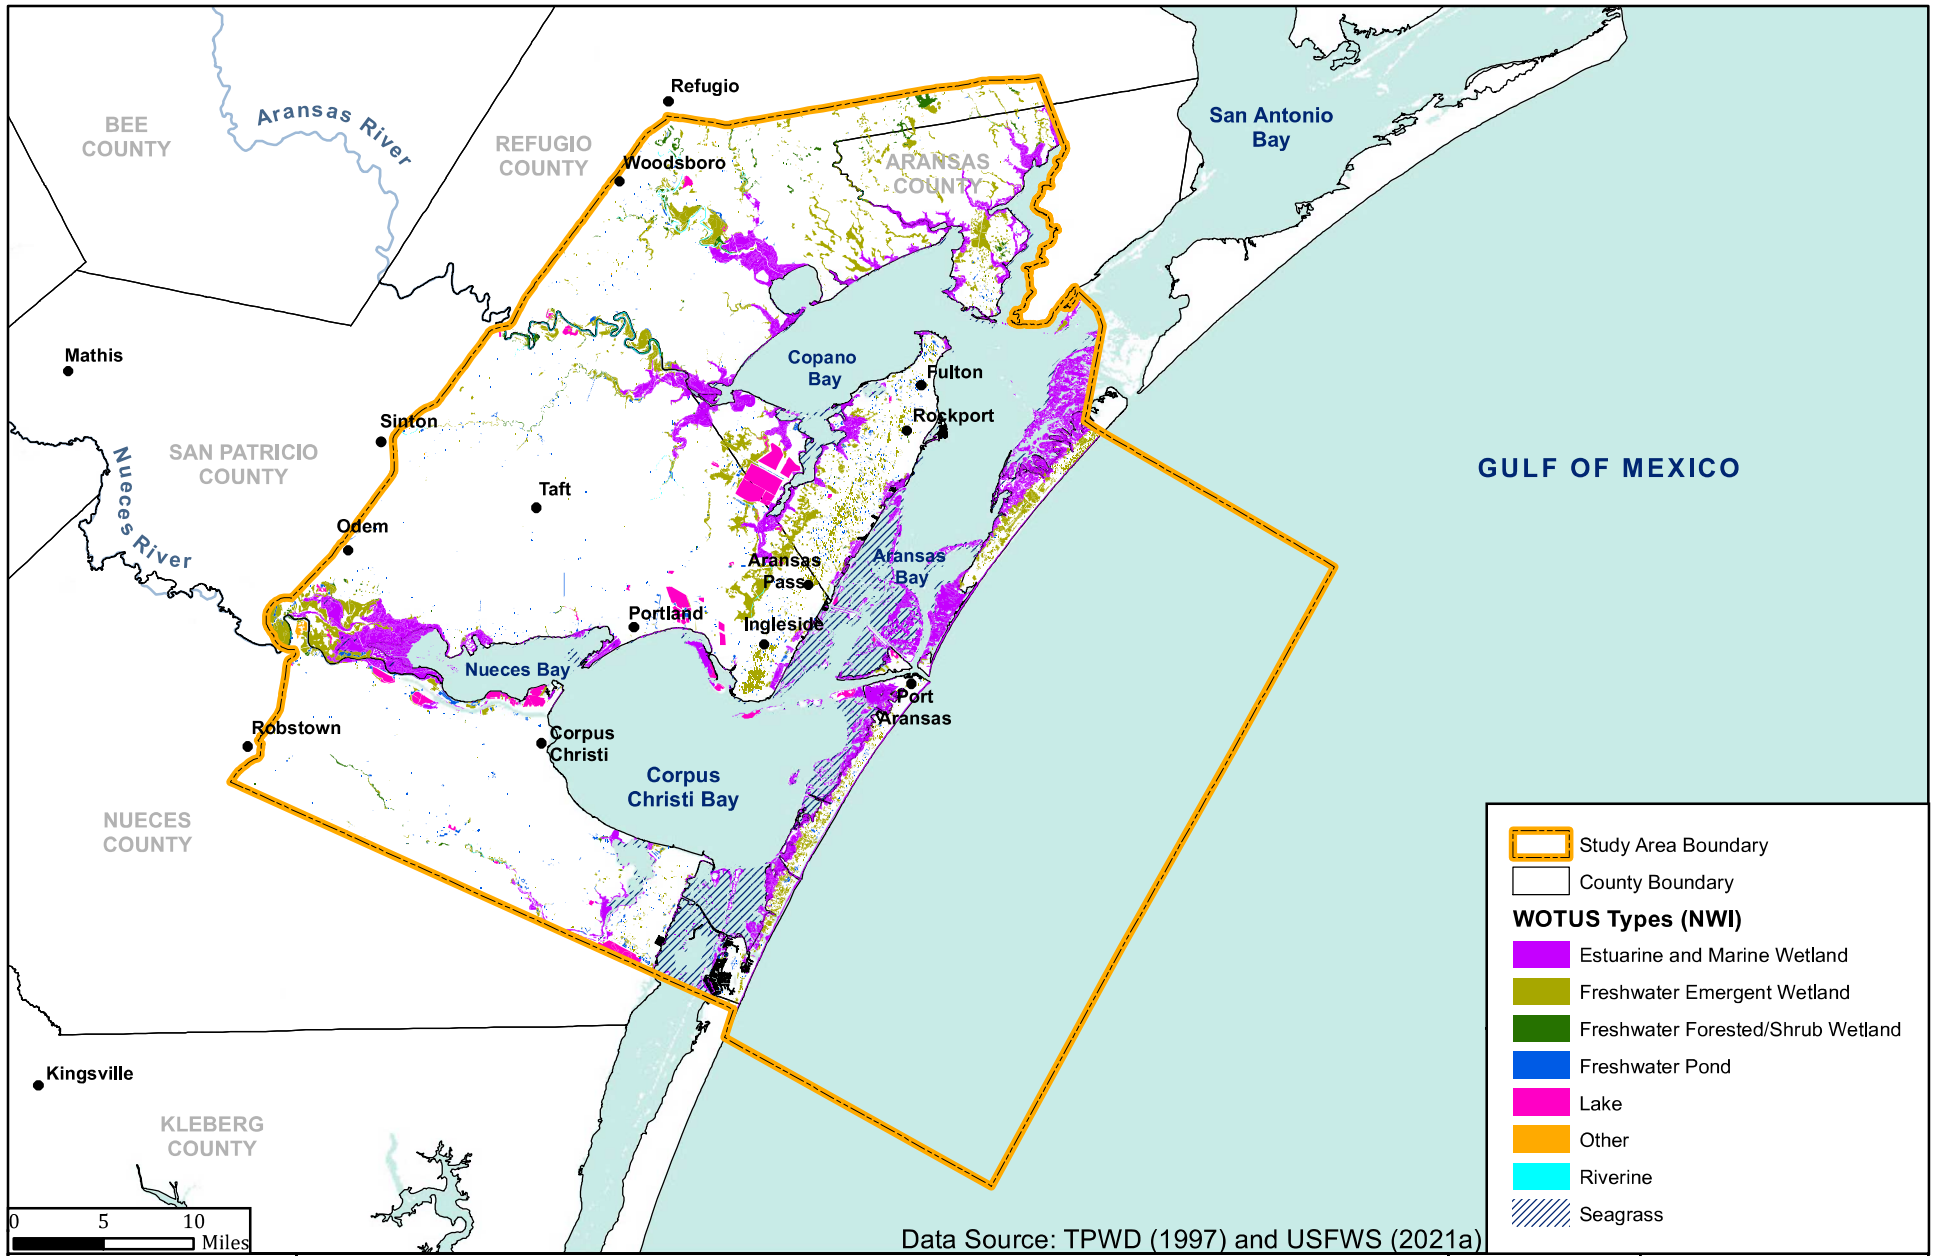 Refugio
San Antonio
Bay
BEE
COUNTY
Aransas River
REFUGIO
COUNTY
Woodsboro
ARANSAS
COUNTY
Mathis
Copano
Bay
Fulton
Rockport
Sinton
SAN PATRICIO
COUNTY
Nueces River
GULF OF MEXICO
Taft
Odem
Aransas
Pass
Aransas
Bay
Portland
Ingleside
Nueces Bay
Port
Aransas
Robstown
Corpus
Christi
Corpus
Christi Bay
NUECES
COUNTY
Kingsville
KLEBERG
COUNTY
Study Area Boundary
County Boundary
WOTUS Types (NWI)
Estuarine and Marine Wetland
Freshwater Emergent Wetland
Freshwater Forested/Shrub Wetland
Freshwater Pond
Lake
Other
Riverine
Seagrass
0 5 10
Miles
Data Source: TPWD (1997) and USFWS (2021a)